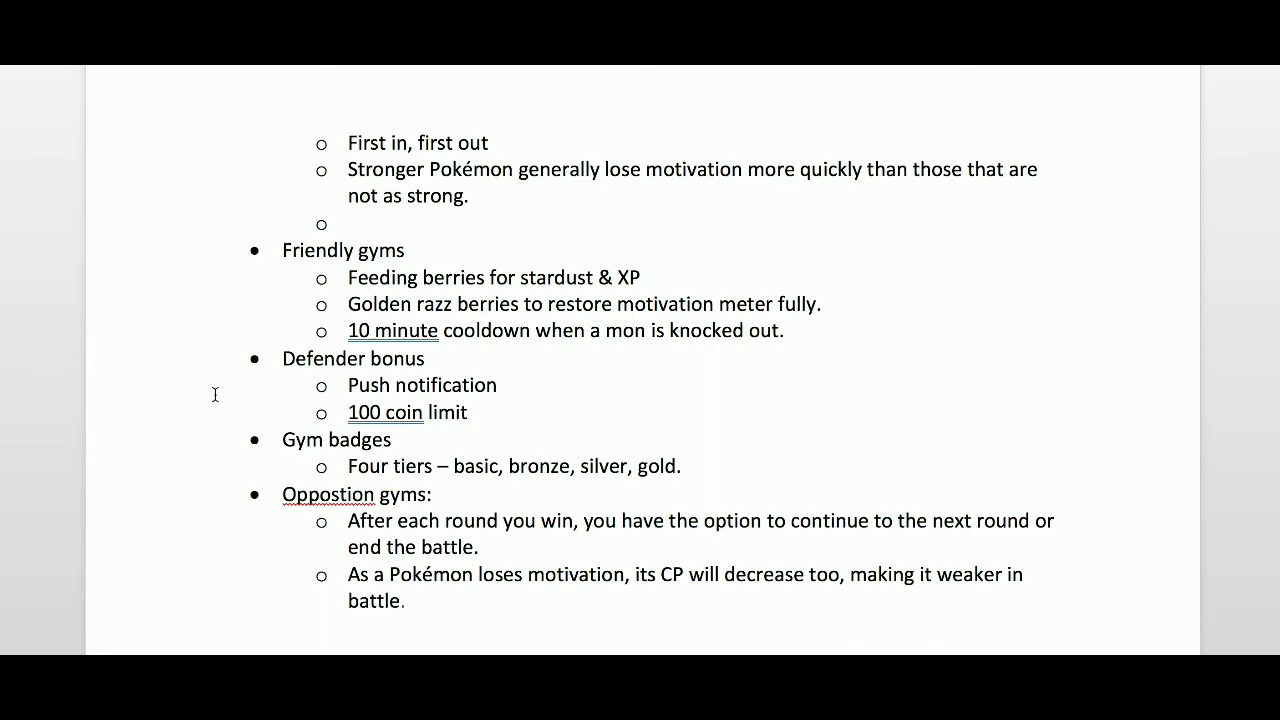 o First in, first out
o Stronger Pokémon generally lose motivation more quickly than those that are
not as strong.
o
• Friendly gyms
o Feeding berries for stardust & XP
o Golden razz berries to restore motivation meter fully.
o 10 minute cooldown when a mon is knocked out.
• Defender bonus
o Push notification
o 100 coin limit
• Gym badges
o Four tiers – basic, bronze, silver, gold.
• Oppostion gyms:
o After each round you win, you have the option to continue to the next round or
end the battle.
o As a Pokémon loses motivation, its CP will decrease too, making it weaker in
battle.